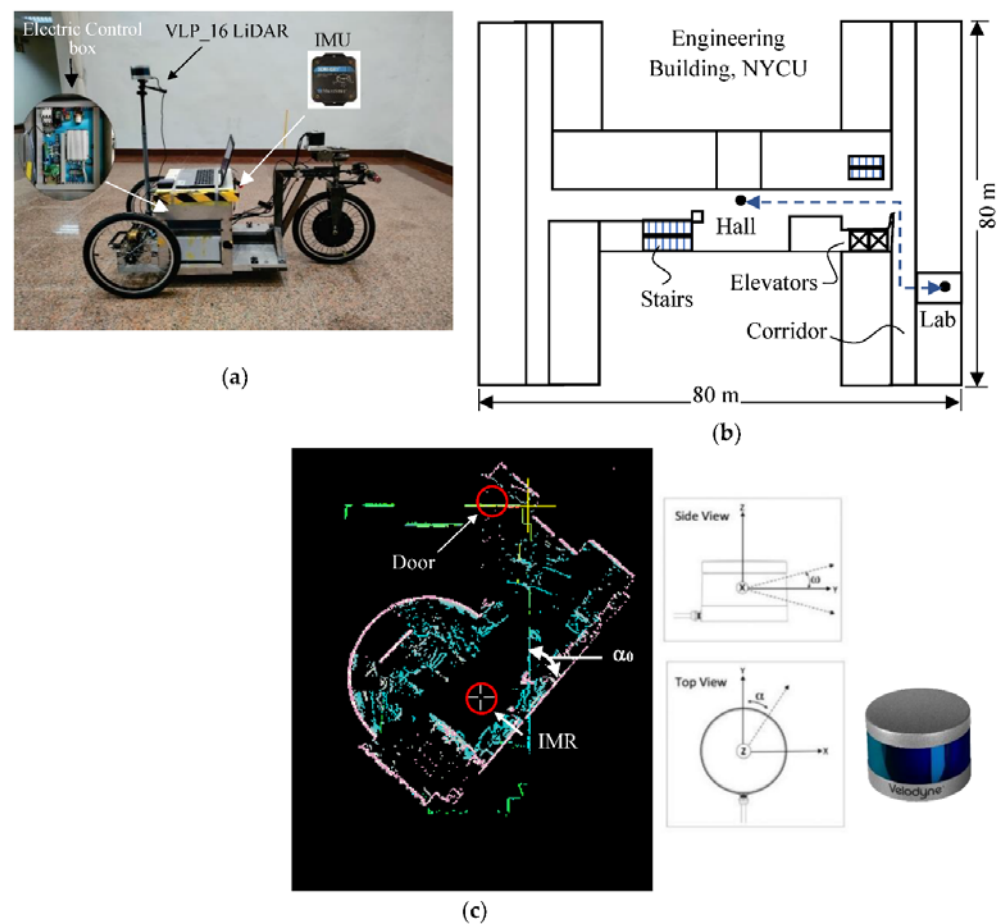 Electric Control
box
VLP_16 LiDAR
IMU
(a)
Engineering
Building, NYCU
Hall
Stairs
Elevators
Corridor
Lab
80 m
80 m
(b)
Door
α₀
IMR
Side View
Z
X
Y
ω
Top View
Y
α
Z
X
Velodyne
(c)